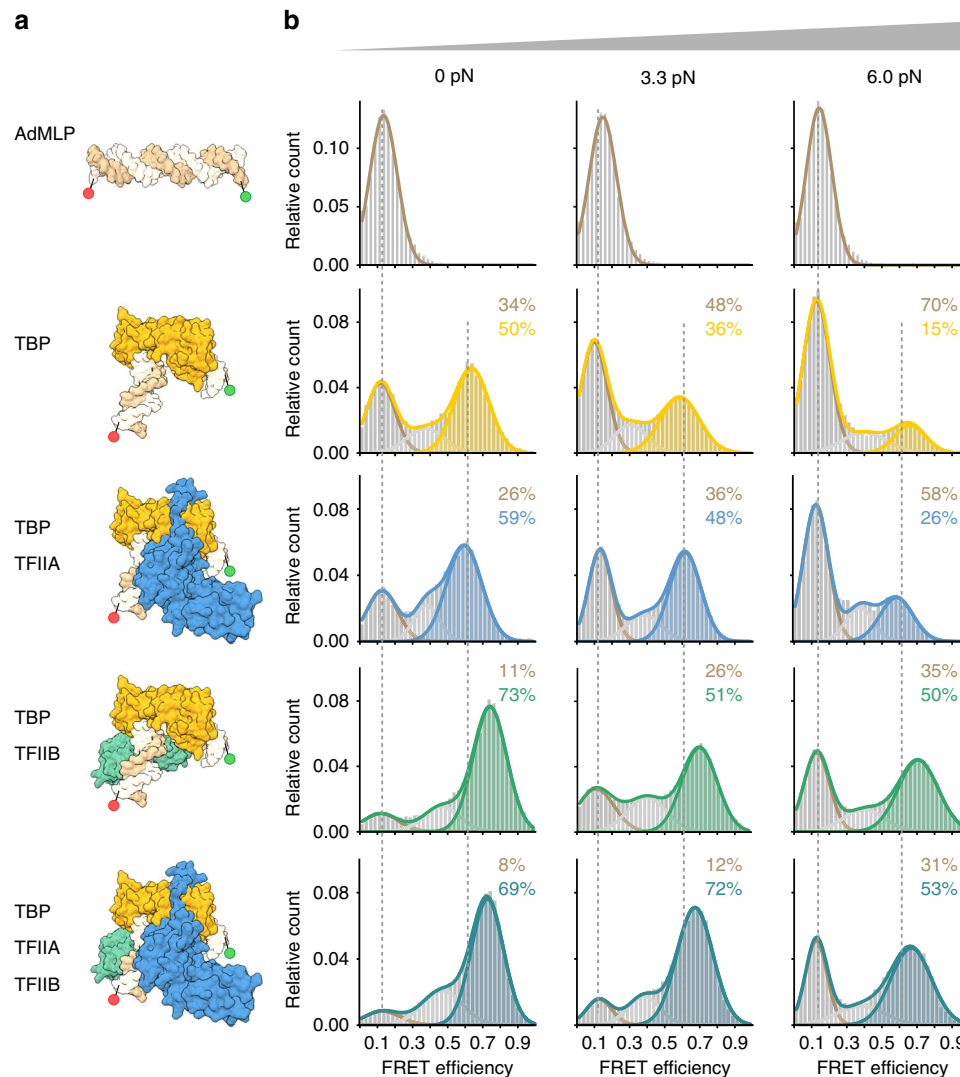 a
b
0 pN
3.3 pN
6.0 pN
AdMLP
Relative count
0.10
0.05
0.00
TBP
Relative count
0.08
0.04
0.00
34%
50%
48%
36%
70%
15%
TBP
TFIIA
Relative count
0.08
0.04
0.00
26%
59%
36%
48%
58%
26%
TBP
TFIIB
Relative count
0.08
0.04
0.00
11%
73%
26%
51%
35%
50%
TBP
TFIIA
TFIIB
Relative count
0.08
0.04
0.00
8%
69%
12%
72%
31%
53%
0.1 0.3 0.5 0.7 0.9
0.1 0.3 0.5 0.7 0.9
0.1 0.3 0.5 0.7 0.9
FRET efficiency
FRET efficiency
FRET efficiency